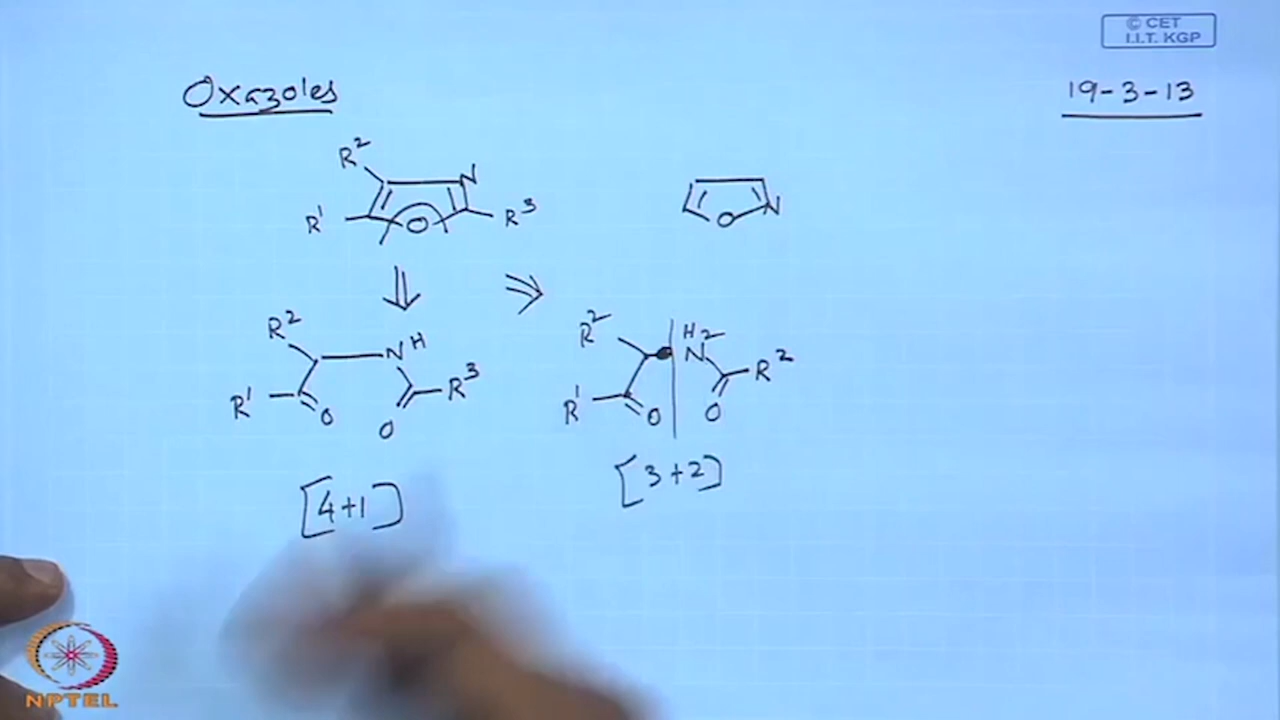 © CET
I.I.T. KGP
Oxazoles
19-3-13
R² N
R¹ O R³
O N
R² N H
R¹ O O R³
R² H₂ N
R¹ O O R²
[4+1]
[3+2]
NPTEL